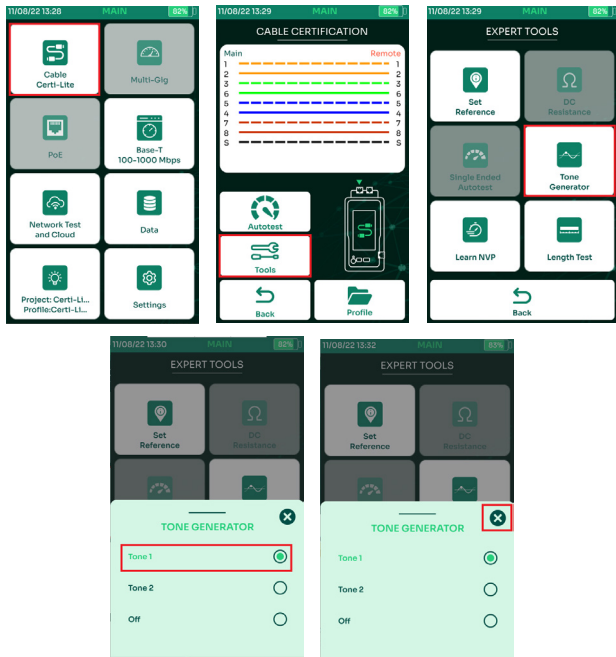 11/08/22 13:28 MAIN 82%
Cable
Certi-Lite
Multi-Gig
PoE
Base-T
100-1000 Mbps
Network Test
and Cloud
Data
Project: Certi-Li...
Profile:Certi-Li...
Settings
11/08/22 13:29 MAIN 82%
CABLE CERTIFICATION
Main Remote
1 1
2 2
3 3
6 6
5 5
4 4
7 7
8 8
S S
Autotest
Tools
Back
Profile
11/08/22 13:29 MAIN 82%
EXPERT TOOLS
Set
Reference
DC
Resistance
Single Ended
Autotest
Tone
Generator
Learn NVP
Length Test
Back
11/08/22 13:30 MAIN 82%
EXPERT TOOLS
Set
Reference
DC
Resistance
TONE GENERATOR
Tone 1
Tone 2
Off
11/08/22 13:32 MAIN 83%
EXPERT TOOLS
Set
Reference
DC
Resistance
TONE GENERATOR
Tone 1
Tone 2
Off